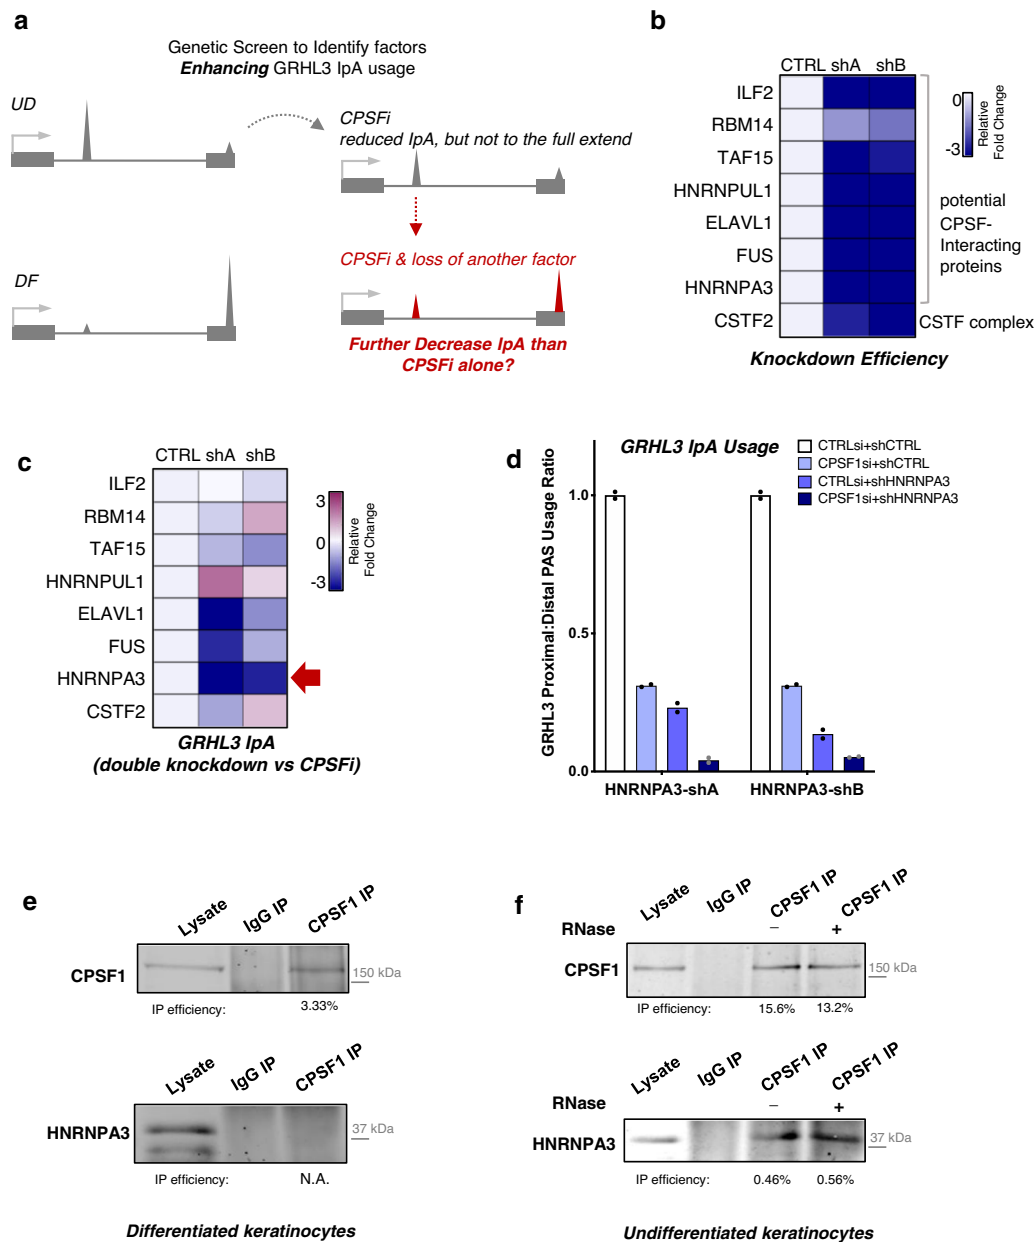 a
Genetic Screen to Identify factors
Enhancing GRHL3 IpA usage
UD
CPSFi
reduced IpA, but not to the full extend
CPSFi & loss of another factor
DF
Further Decrease IpA than
CPSFi alone?
b
CTRL shA shB
ILF2
RBM14
TAF15
HNRNPUL1
ELAVL1
FUS
HNRNPA3
CSTF2
0
-3
Relative
Fold Change
potential
CPSF-
Interacting
proteins
CSTF complex
Knockdown Efficiency
c
CTRL shA shB
ILF2
RBM14
TAF15
HNRNPUL1
ELAVL1
FUS
HNRNPA3
CSTF2
3
0
-3
Relative
Fold Change
GRHL3 IpA
(double knockdown vs CPSFi)
d
GRHL3 IpA Usage
CTRLsi+shCTRL
CPSF1si+shCTRL
CTRLsi+shHNRNPA3
CPSF1si+shHNRNPA3
GRHL3 Proximal:Distal PAS Usage Ratio
1.0
0.5
0.0
HNRNPA3-shA HNRNPA3-shB
e
Lysate IgG IP CPSF1 IP
CPSF1
150 kDa
IP efficiency: 3.33%
Lysate IgG IP CPSF1 IP
HNRNPA3
37 kDa
IP efficiency: N.A.
Differentiated keratinocytes
f
Lysate IgG IP CPSF1 IP CPSF1 IP
RNase − +
CPSF1
150 kDa
IP efficiency: 15.6% 13.2%
Lysate IgG IP CPSF1 IP CPSF1 IP
RNase − +
HNRNPA3
37 kDa
IP efficiency: 0.46% 0.56%
Undifferentiated keratinocytes